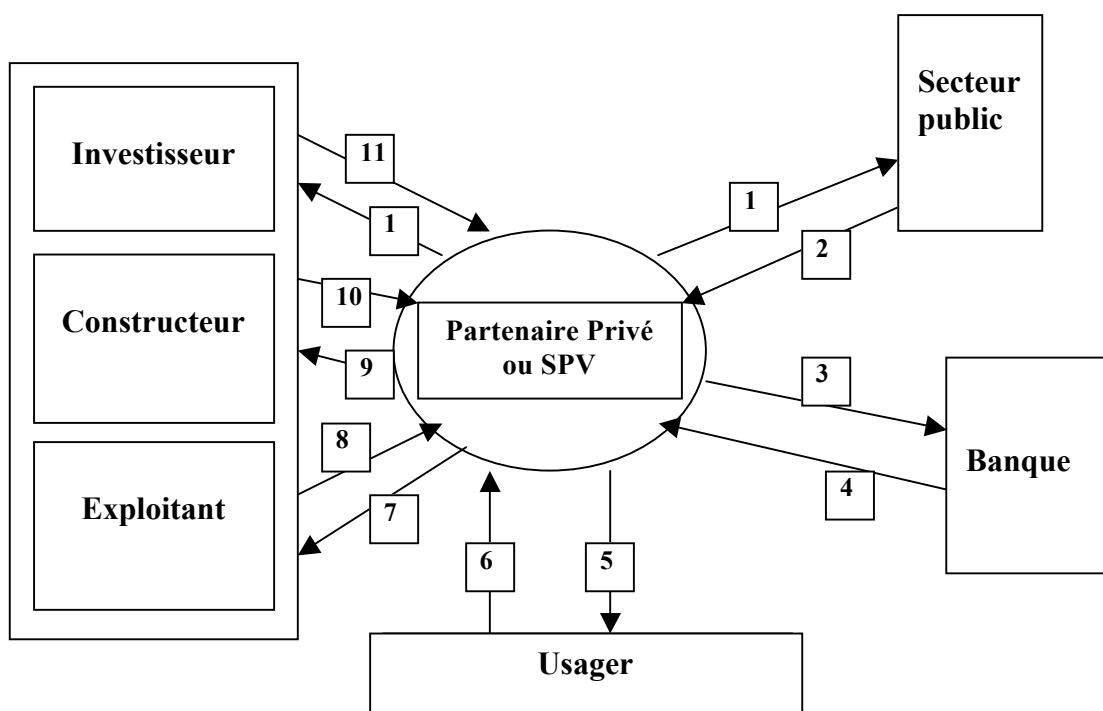 Secteur
public
Investisseur
11
1
1
2
10
Constructeur
Partenaire Privé
ou SPV
9
3
8
Banque
4
Exploitant
7
6
5
Usager